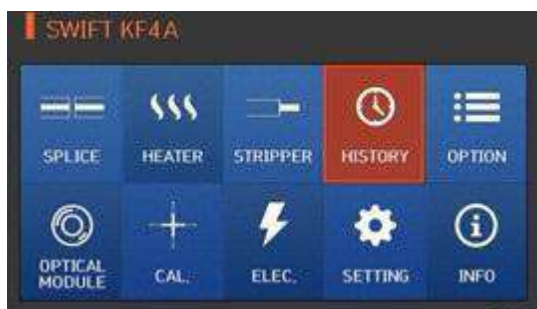 SWIFT KF4A
SPLICE
HEATER
STRIPPER
HISTORY
OPTION
OPTICAL
MODULE
CAL.
ELEC.
SETTING
INFO